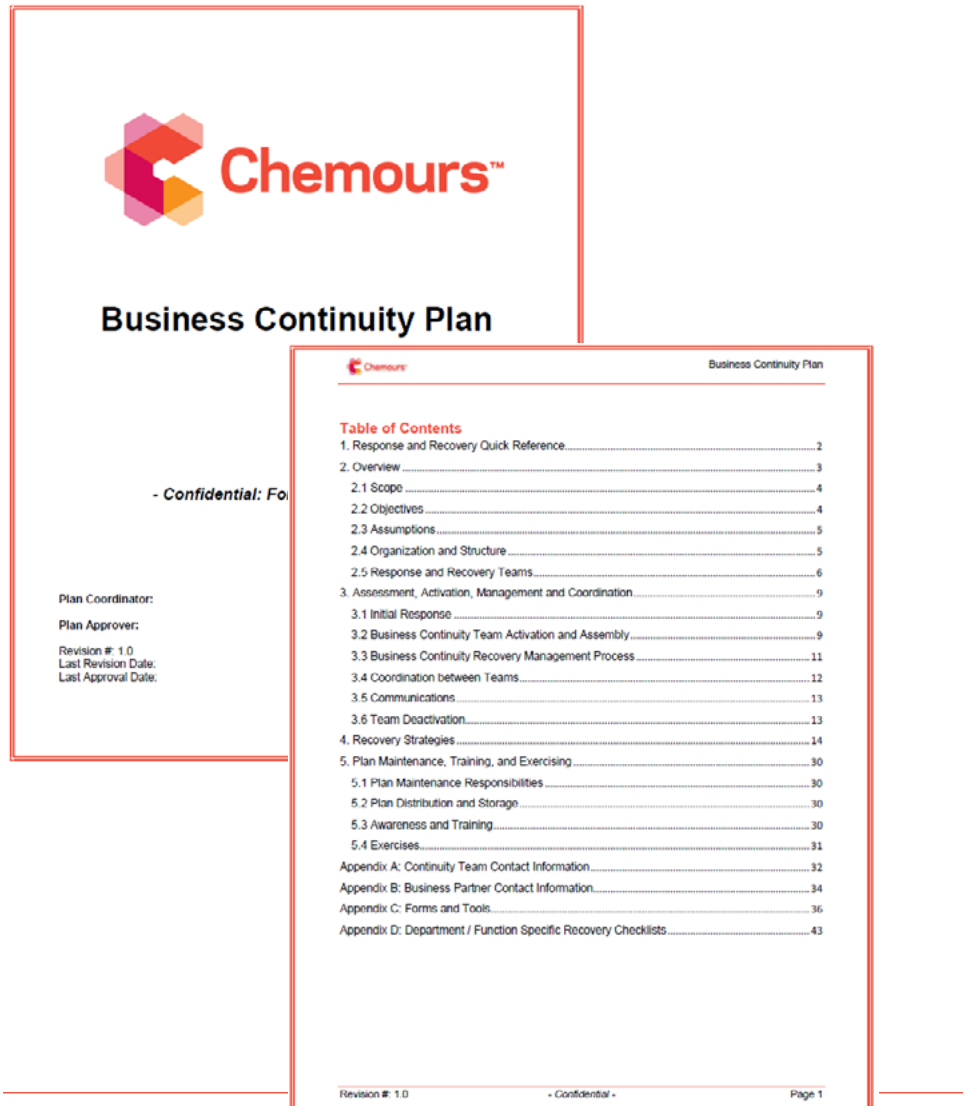 Chemours™
Business Continuity Plan
- Confidential: Fo
Plan Coordinator:
Plan Approver:
Revision #: 1.0
Last Revision Date:
Last Approval Date:
Chemours™ Business Continuity Plan
Table of Contents
1. Response and Recovery Quick Reference 2
2. Overview 3
2.1 Scope 4
2.2 Objectives 4
2.3 Assumptions 5
2.4 Organization and Structure 5
2.5 Response and Recovery Teams 6
3. Assessment, Activation, Management and Coordination 9
3.1 Initial Response 9
3.2 Business Continuity Team Activation and Assembly 9
3.3 Business Continuity Recovery Management Process 11
3.4 Coordination between Teams 12
3.5 Communications 13
3.6 Team Deactivation 13
4. Recovery Strategies 14
5. Plan Maintenance, Training, and Exercising 30
5.1 Plan Maintenance Responsibilities 30
5.2 Plan Distribution and Storage 30
5.3 Awareness and Training 30
5.4 Exercises 31
Appendix A: Continuity Team Contact Information 32
Appendix B: Business Partner Contact Information 34
Appendix C: Forms and Tools 36
Appendix D: Department / Function Specific Recovery Checklists 43
Revision #: 1.0 - Confidential - Page 1